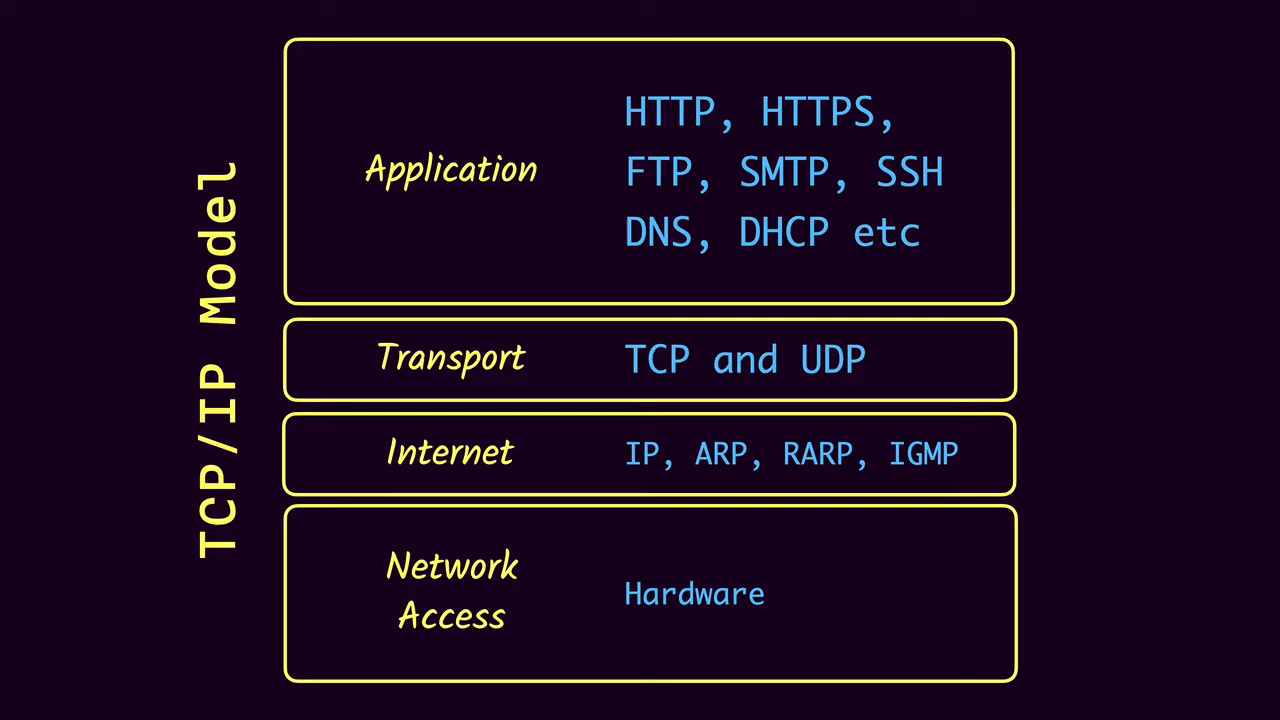 TCP/IP Model
Application
HTTP, HTTPS,
FTP, SMTP, SSH
DNS, DHCP etc
Transport
TCP and UDP
Internet
IP, ARP, RARP, IGMP
Network
Access
Hardware